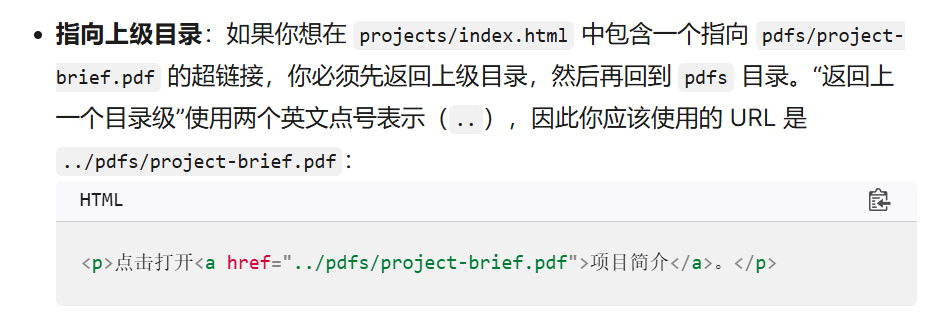 • 指向上级目录：如果你想在 projects/index.html 中包含一个指向 pdfs/project-
brief.pdf 的超链接，你必须先返回上级目录，然后再回到 pdfs 目录。“返回上
一个目录级”使用两个英文点号表示（..），因此你应该使用的 URL 是
../pdfs/project-brief.pdf：
HTML
<p>点击打开<a href="../pdfs/project-brief.pdf">项目简介</a>。</p>